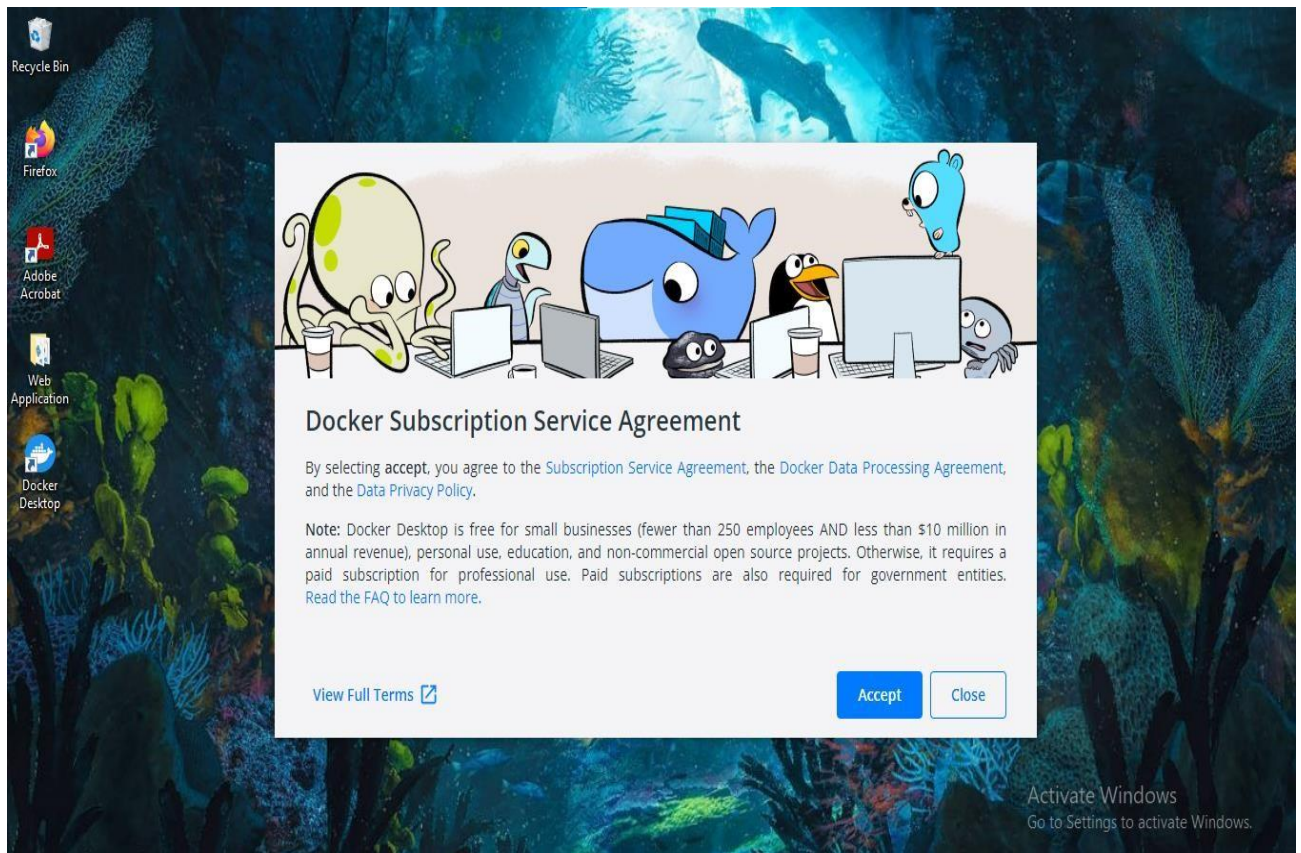 Recycle Bin
Firefox
Adobe
Acrobat
Web
Application
Docker
Desktop
Docker Subscription Service Agreement
By selecting accept, you agree to the Subscription Service Agreement, the Docker Data Processing Agreement,
and the Data Privacy Policy.
Note: Docker Desktop is free for small businesses (fewer than 250 employees AND less than $10 million in
annual revenue), personal use, education, and non-commercial open source projects. Otherwise, it requires a
paid subscription for professional use. Paid subscriptions are also required for government entities.
Read the FAQ to learn more.
View Full Terms
Accept
Close
Activate Windows
Go to Settings to activate Windows.